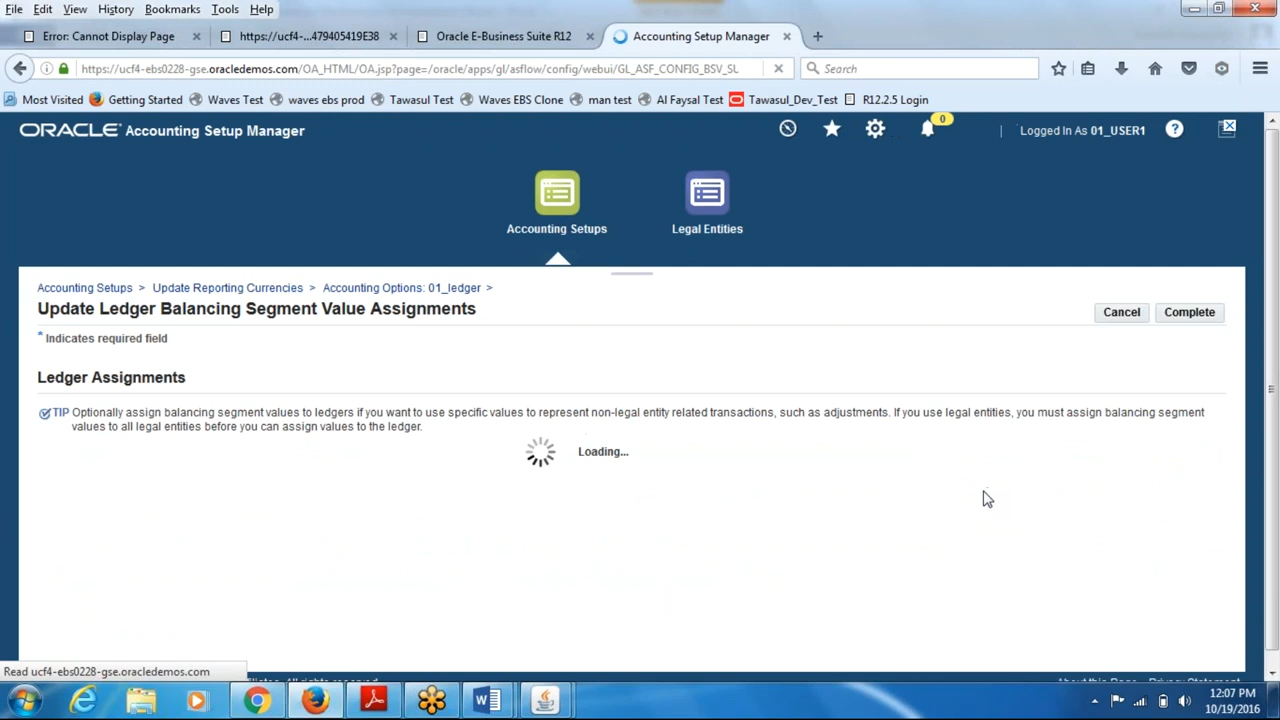 File Edit View History Bookmarks Tools Help
Error: Cannot Display Page
https://ucf4-...479405419E38
Oracle E-Business Suite R12
Accounting Setup Manager
https://ucf4-ebs0228-gse.oracledemos.com/OA_HTML/OA.jsp?page=/oracle/apps/gl/asflow/config/webui/GL_ASF_CONFIG_BSV_SU
Search
Most Visited Getting Started Waves Test waves ebs prod Tawasul Test Waves EBS Clone man test Al Faysal Test Tawasul_Dev_Test R12.2.5 Login
ORACLE Accounting Setup Manager
0
Logged In As 01_USER1
Accounting Setups
Legal Entities
Accounting Setups > Update Reporting Currencies > Accounting Options: 01_ledger >
Update Ledger Balancing Segment Value Assignments
Cancel Complete
* Indicates required field
Ledger Assignments
TIP Optionally assign balancing segment values to ledgers if you want to use specific values to represent non-legal entity related transactions, such as adjustments. If you use legal entities, you must assign balancing segment
values to all legal entities before you can assign values to the ledger.
Loading...
Read ucf4-ebs0228-gse.oracledemos.com
12:07 PM
10/19/2016